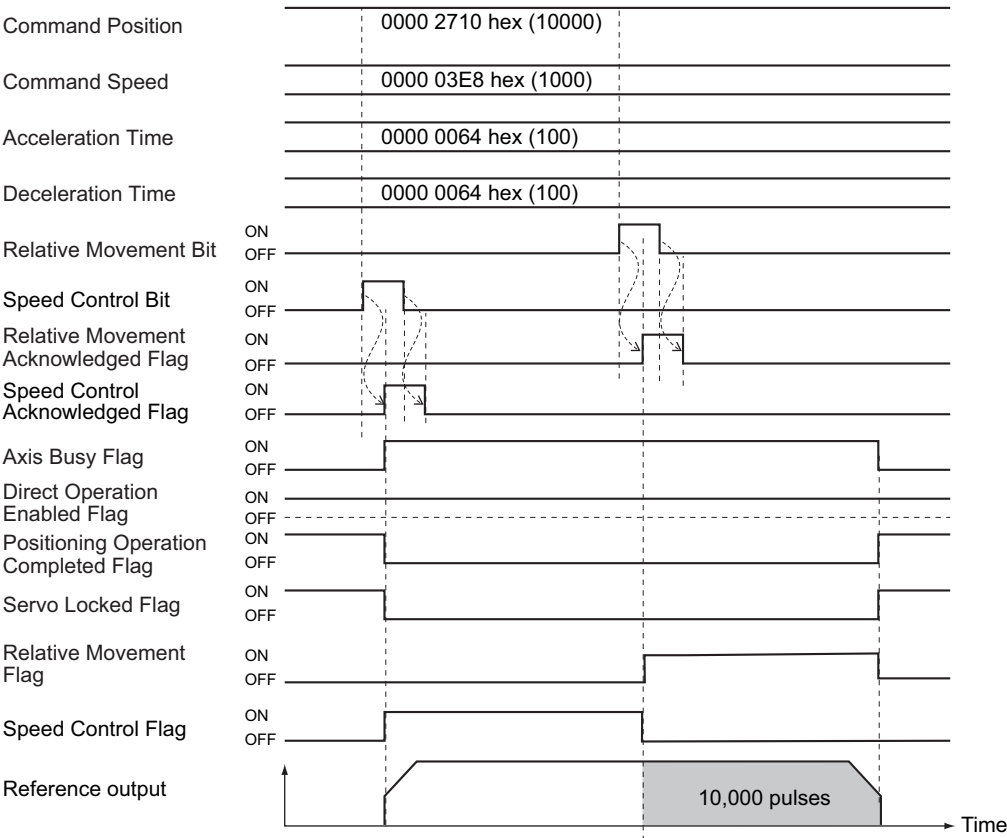 Command Position
0000 2710 hex (10000)
Command Speed
0000 03E8 hex (1000)
Acceleration Time
0000 0064 hex (100)
Deceleration Time
0000 0064 hex (100)
Relative Movement Bit
ON
OFF
Speed Control Bit
ON
OFF
Relative Movement
Acknowledged Flag
ON
OFF
Speed Control
Acknowledged Flag
ON
OFF
Axis Busy Flag
ON
OFF
Direct Operation
Enabled Flag
ON
OFF
Positioning Operation
Completed Flag
ON
OFF
Servo Locked Flag
ON
OFF
Relative Movement
Flag
ON
OFF
Speed Control Flag
ON
OFF
Reference output
10,000 pulses
Time